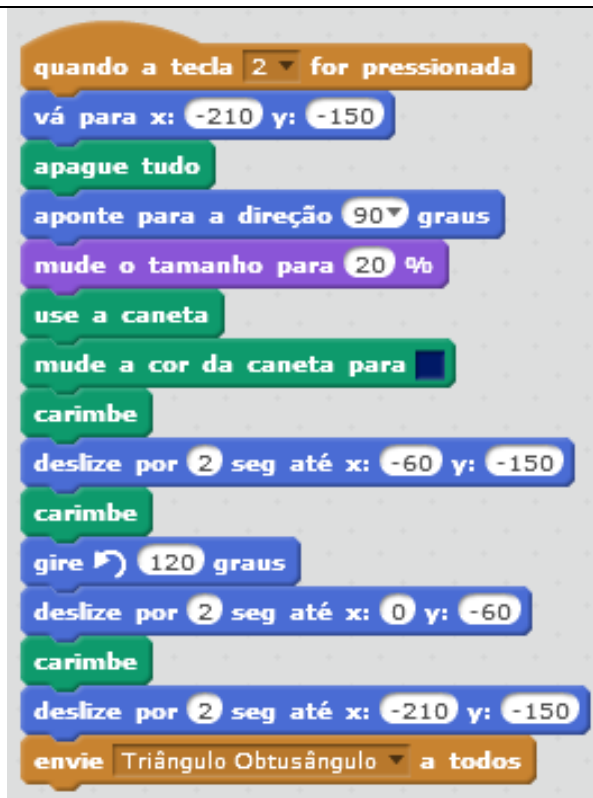 quando a tecla 2 for pressionada
vá para x: -210 y: -150
apague tudo
aponte para a direção 90 graus
mude o tamanho para 20 %
use a caneta
mude a cor da caneta para
carimbe
deslize por 2 seg até x: -60 y: -150
carimbe
gire 120 graus
deslize por 2 seg até x: 0 y: -60
carimbe
deslize por 2 seg até x: -210 y: -150
envie Triângulo Obtusângulo a todos